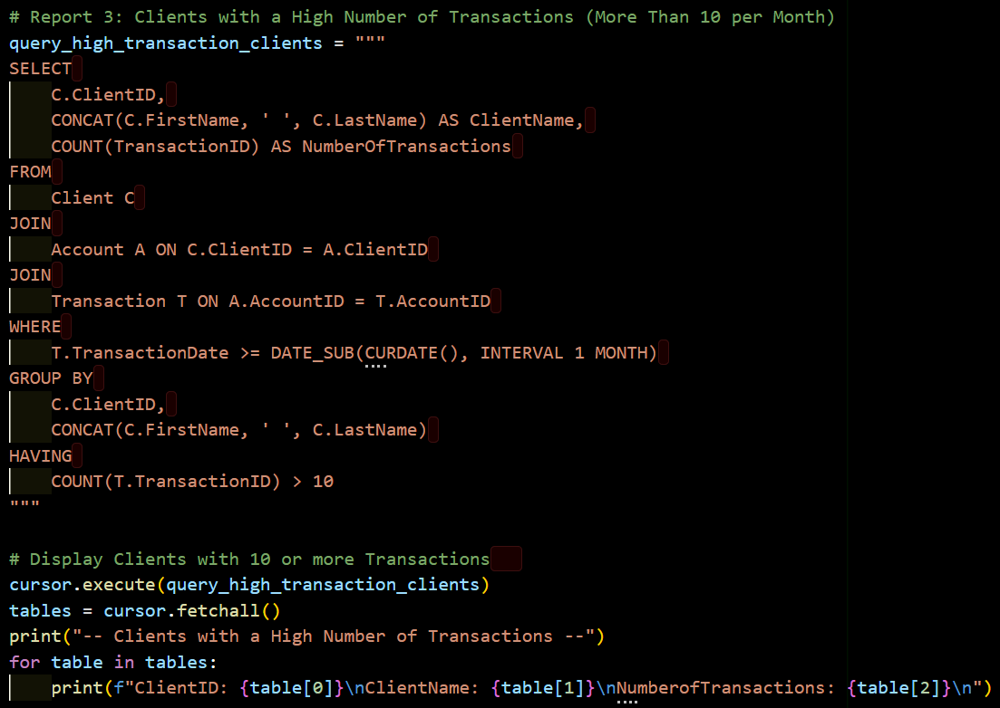 # Report 3: Clients with a High Number of Transactions (More Than 10 per Month)
query_high_transaction_clients = """
SELECT
    C.ClientID,
    CONCAT(C.FirstName, ' ', C.LastName) AS ClientName,
    COUNT(TransactionID) AS NumberOfTransactions
FROM
    Client C
JOIN
    Account A ON C.ClientID = A.ClientID
JOIN
    Transaction T ON A.AccountID = T.AccountID
WHERE
    T.TransactionDate >= DATE_SUB(CURDATE(), INTERVAL 1 MONTH)
GROUP BY
    C.ClientID,
    CONCAT(C.FirstName, ' ', C.LastName)
HAVING
    COUNT(T.TransactionID) > 10
"""

# Display Clients with 10 or more Transactions
cursor.execute(query_high_transaction_clients)
tables = cursor.fetchall()
print("-- Clients with a High Number of Transactions --")
for table in tables:
    print(f"ClientID: {table[0]}\nClientName: {table[1]}\nNumberofTransactions: {table[2]}\n")